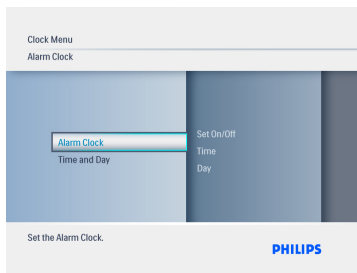 Clock Menu
Alarm Clock
Alarm Clock
Time and Day
Set On/Off
Time
Day
Set the Alarm Clock.
PHILIPS